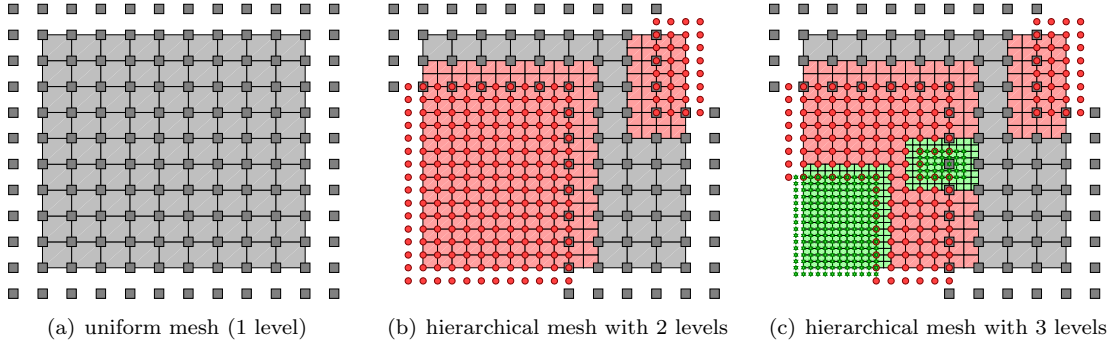 (a) uniform mesh (1 level)
(b) hierarchical mesh with 2 levels
(c) hierarchical mesh with 3 levels